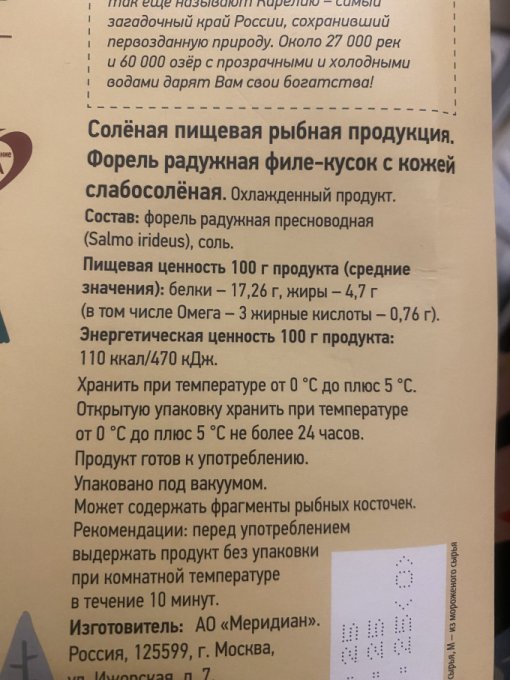 так еще называют Карелию – самый
загадочный край России, сохранивший
первозданную природу. Около 27 000 рек
и 60 000 озёр с прозрачными и холодными
водами дарят Вам свои богатства!
Солёная пищевая рыбная продукция.
Форель радужная филе-кусок с кожей
слабосолёная. Охлажденный продукт.
Состав: форель радужная пресноводная
(Salmo irideus), соль.
Пищевая ценность 100 г продукта (средние
значения): белки – 17,26 г, жиры – 4,7 г
(в том числе Омега – 3 жирные кислоты – 0,76 г).
Энергетическая ценность 100 г продукта:
110 ккал/470 кДж.
Хранить при температуре от 0 °C до плюс 5 °C.
Открытую упаковку хранить при температуре
от 0 °C до плюс 5 °C не более 24 часов.
Продукт готов к употреблению.
Упаковано под вакуумом.
Может содержать фрагменты рыбных косточек.
Рекомендации: перед употреблением
выдержать продукт без упаковки
при комнатной температуре
в течение 10 минут.
Изготовитель: АО «Меридиан».
Россия, 125599, г. Москва,
ул. Ижорская, д. 7.
сырья, М – из мороженого сырья